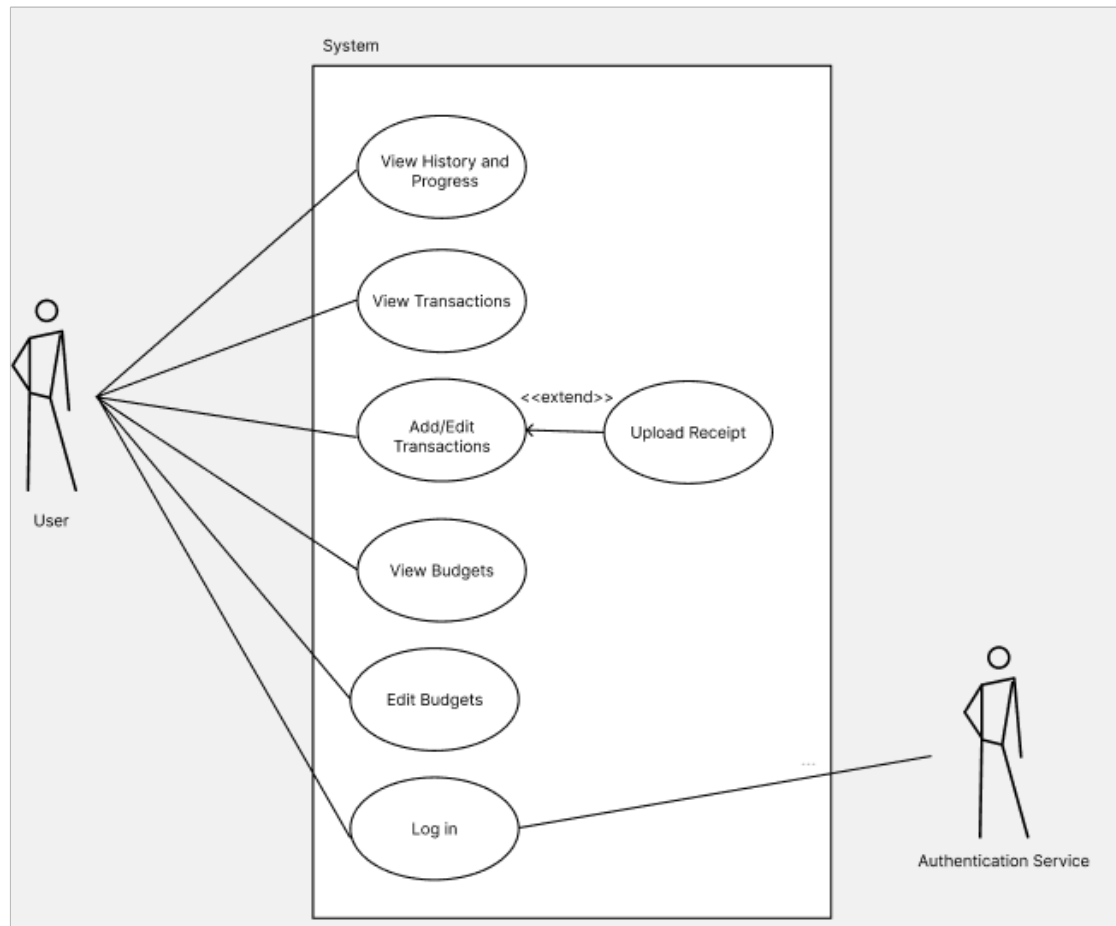 System
View History and
Progress
View Transactions
<<extend>>
Add/Edit
Transactions
Upload Receipt
User
View Budgets
Edit Budgets
...
Log in
Authentication Service